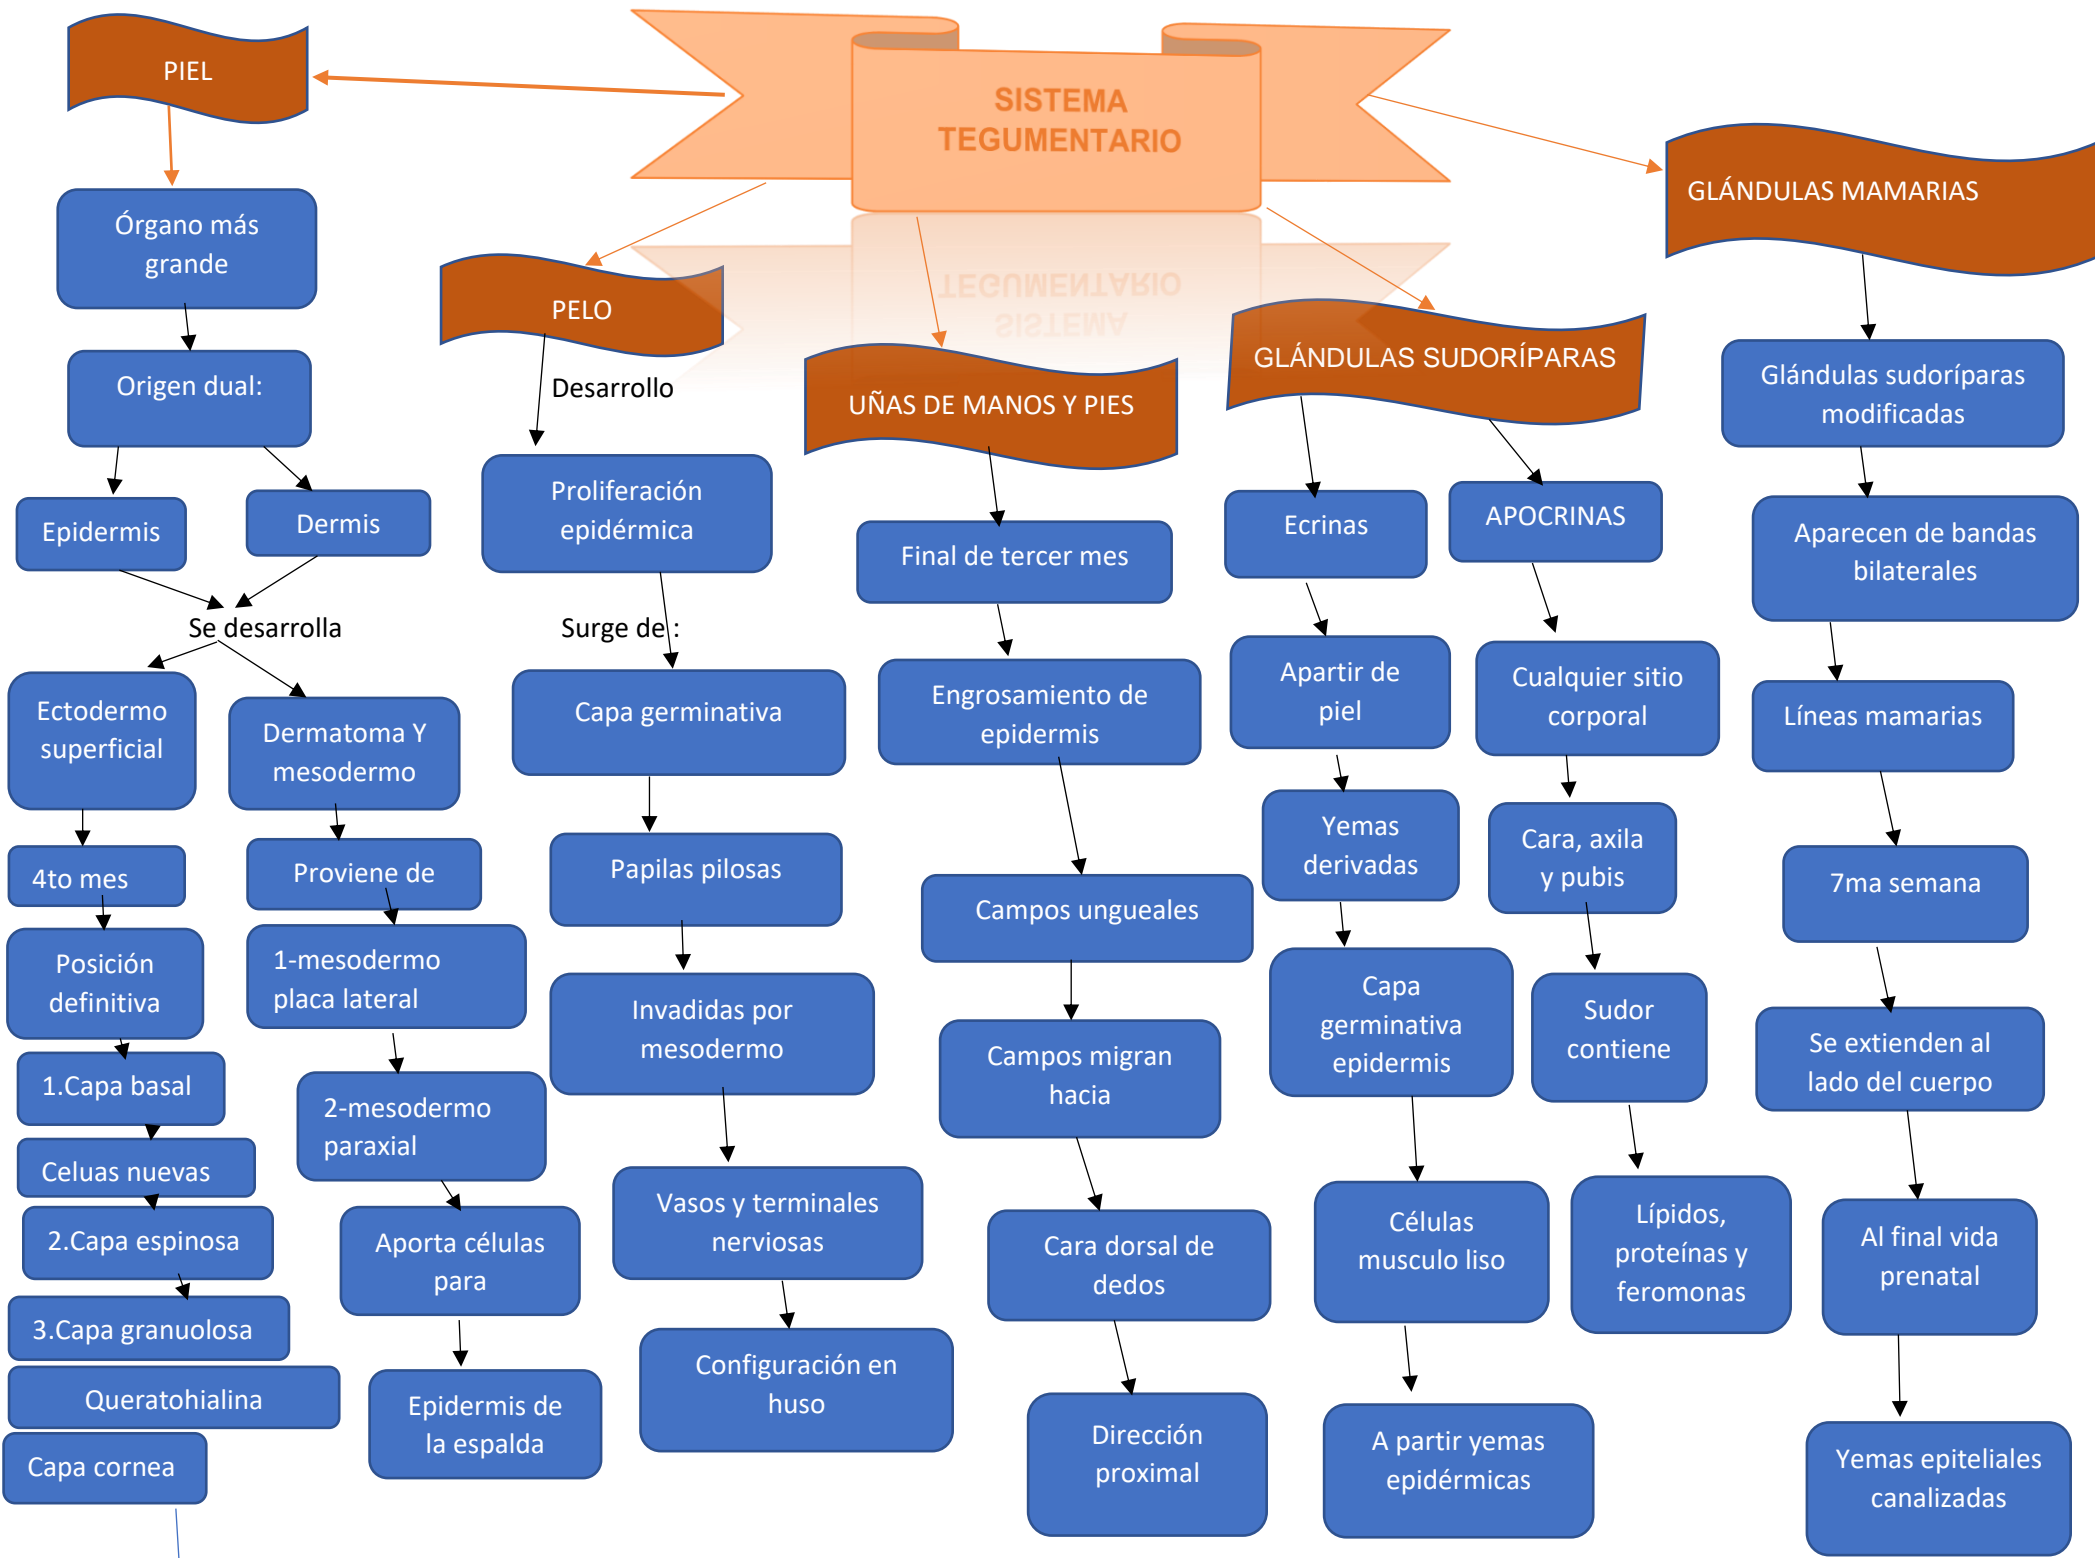 SISTEMA
TEGUMENTARIO
PIEL
Órgano más
grande
Origen dual:
Epidermis
Dermis
Se desarrolla
Ectodermo
superficial
4to mes
Posición
definitiva
1.Capa basal
Celuas nuevas
2.Capa espinosa
3.Capa granuolosa
Queratohialina
Capa cornea
Dermatoma Y
mesodermo
Proviene de
1-mesodermo
placa lateral
2-mesodermo
paraxial
Aporta células
para
Epidermis de
la espalda
PELO
Desarrollo
Proliferación
epidérmica
Surge de :
Capa germinativa
Papilas pilosas
Invadidas por
mesodermo
Vasos y terminales
nerviosas
Configuración en
huso
UÑAS DE MANOS Y PIES
Final de tercer mes
Engrosamiento de
epidermis
Campos ungueales
Campos migran
hacia
Cara dorsal de
dedos
Dirección
proximal
GLÁNDULAS SUDORÍPARAS
Ecrinas
Apartir de
piel
Yemas
derivadas
Capa
germinativa
epidermis
Células
musculo liso
A partir yemas
epidérmicas
APOCRINAS
Cualquier sitio
corporal
Cara, axila
y pubis
Sudor
contiene
Lípidos,
proteínas y
feromonas
GLÁNDULAS MAMARIAS
Glándulas sudoríparas
modificadas
Aparecen de bandas
bilaterales
Líneas mamarias
7ma semana
Se extienden al
lado del cuerpo
Al final vida
prenatal
Yemas epiteliales
canalizadas